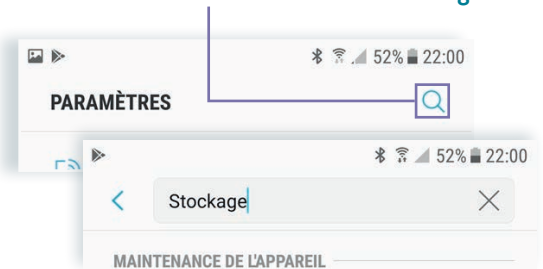 52% 22:00
PARAMÈTRES
52% 22:00
Stockage
MAINTENANCE DE L'APPAREIL